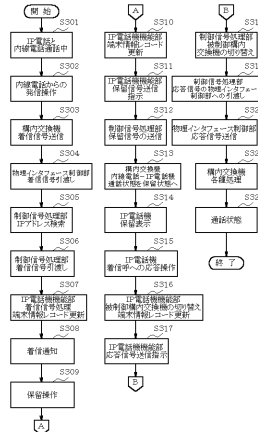 開 始
S301
IP電話と
内線電話通話中
S302
内線電話からの
発信操作
S303
構内交換機
着信信号送信
S304
物理インタフェース制御部
着信信号引渡し
S305
制御信号処理部
IPアドレス検索
S306
制御信号処理部
着信信号引渡し
S307
IP電話機機能部
着信信号処理
端末情報レコード更新
S308
着信通知
S309
保留操作
A
A
S310
IP電話機機能部
端末情報レコード
更新
S311
IP電話機機能部
保留信号送信
指示
S312
制御信号処理部
保留信号の送信
S313
構内交換機
内線電話−IP電話機
通話状態を保留状態へ
S314
IP電話機
保留表示
S315
IP電話機
着信呼への応答操作
S316
IP電話機機能部
被制御構内交換機の切り替え
端末情報レコード更新
S317
IP電話機機能部
応答信号送信指示
B
B
制御信号処理部
被制御構内
交換機の切り替え
制御信号処理部
応答信号の物理インタフェース
制御部への引渡し
物理インタフェース制御部
応答信号送信
構内交換機
各種処理
通話状態
終 了